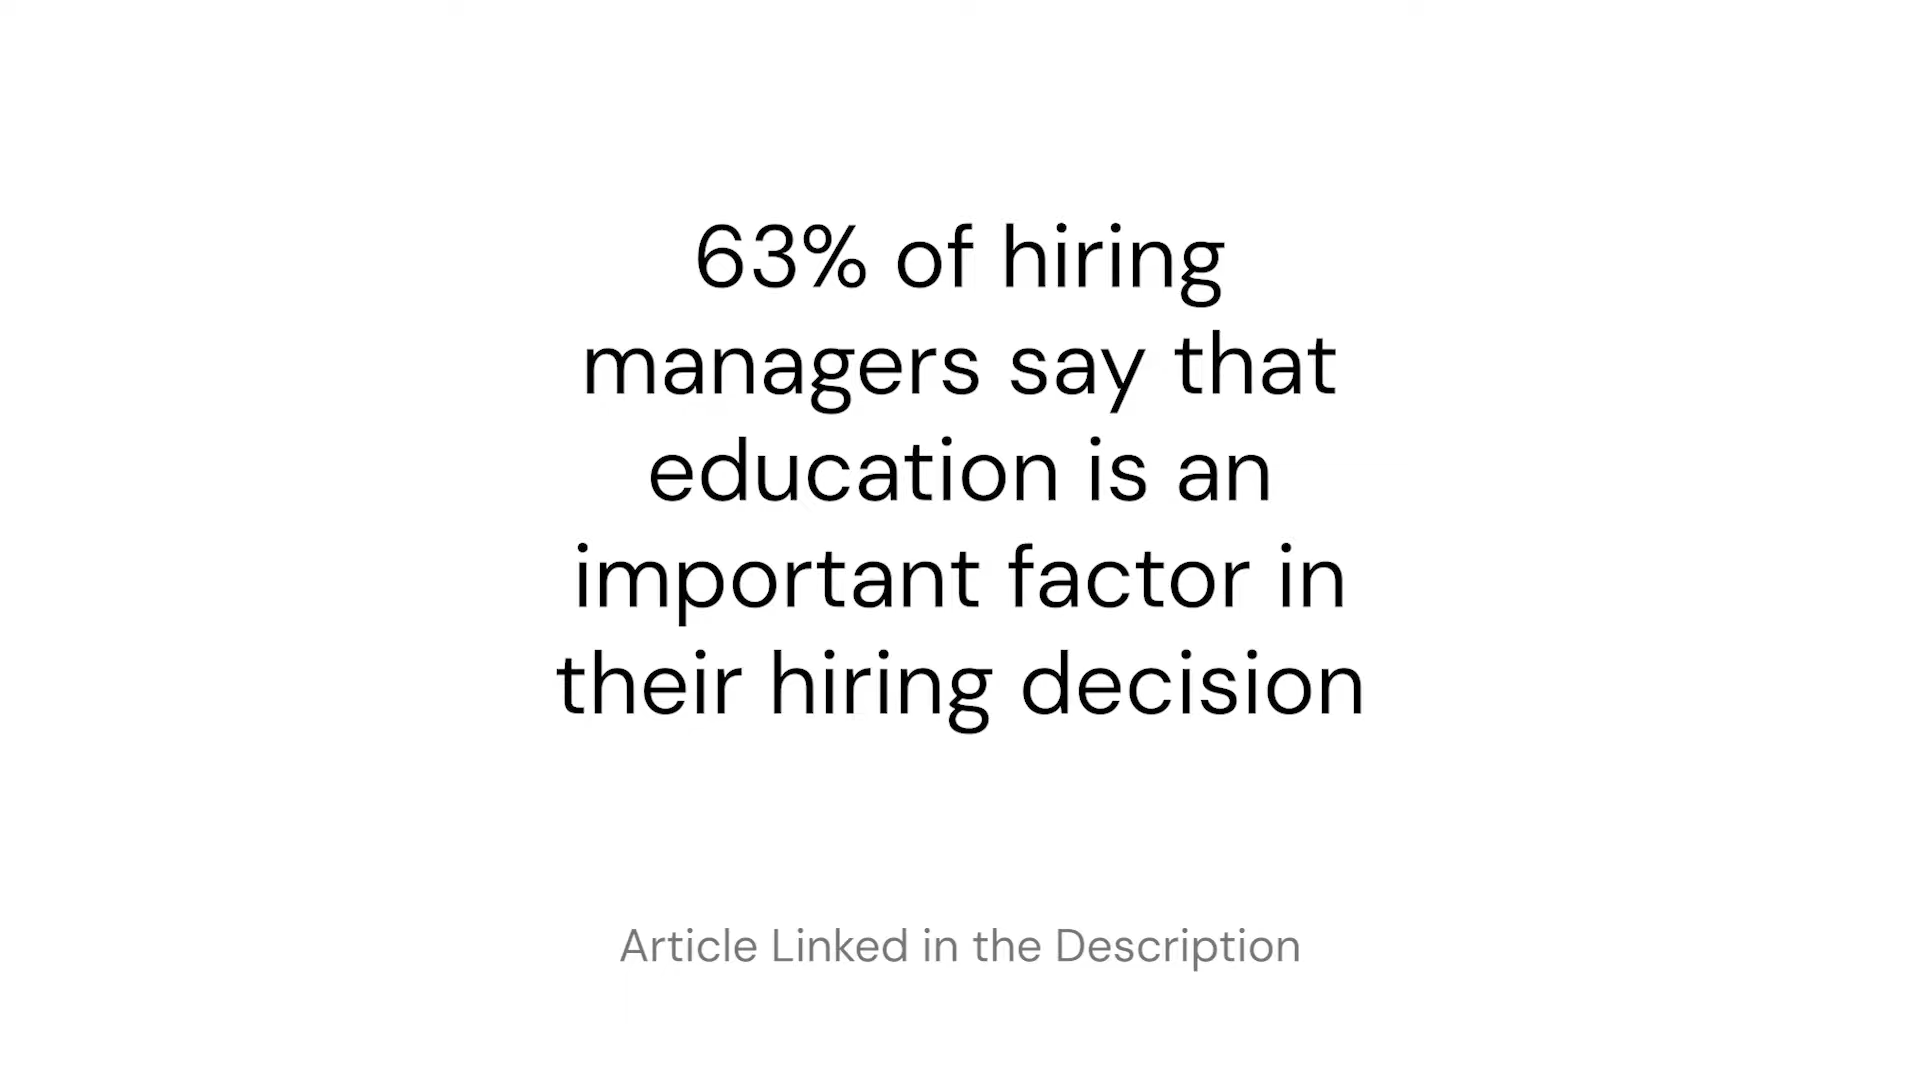 63% of hiring
managers say that
education is an
important factor in
their hiring decision
Article Linked in the Description